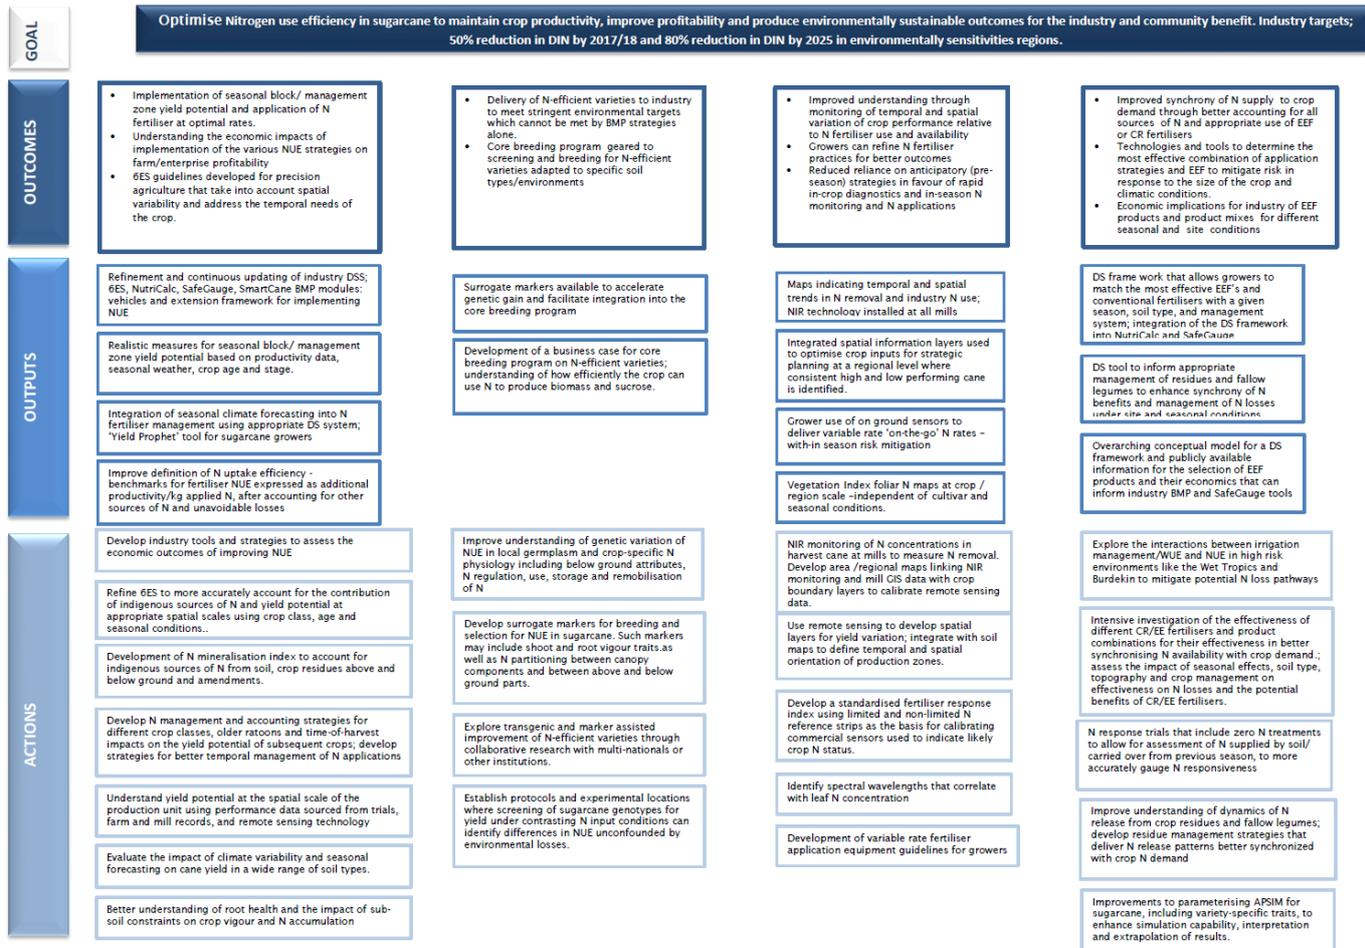 GOAL
Optimise Nitrogen use efficiency in sugarcane to maintain crop productivity, improve profitability and produce environmentally sustainable outcomes for the industry and community benefit. Industry targets;
50% reduction in DIN by 2017/18 and 80% reduction in DIN by 2025 in environmentally sensitivities regions.
OUTCOMES
• Implementation of seasonal block/ management
zone yield potential and application of N
fertiliser at optimal rates.
• Understanding the economic impacts of
implementation of the various NUE strategies on
farm/enterprise profitability
• 6ES guidelines developed for precision
agriculture that take into account spatial
variability and address the temporal needs of
the crop.
• Delivery of N-efficient varieties to industry
to meet stringent environmental targets
which cannot be met by BMP strategies
alone.
• Core breeding program geared to
screening and breeding for N-efficient
varieties adapted to specific soil
types/environments
• Improved understanding through
monitoring of temporal and spatial
variation of crop performance relative
to N fertiliser use and availability
• Growers can refine N fertiliser
practices for better outcomes
• Reduced reliance on anticipatory (pre-
season) strategies in favour of rapid
in-crop diagnostics and in-season N
monitoring and N applications
• Improved synchrony of N supply to crop
demand through better accounting for all
sources of N and appropriate use of EEF
or CR fertilisers
• Technologies and tools to determine the
most effective combination of application
strategies and EEF to mitigate risk in
response to the size of the crop and
climatic conditions.
• Economic implications for industry of EEF
products and product mixes for different
seasonal and site conditions
OUTPUTS
Refinement and continuous updating of industry DSS;
6ES, NutriCalc, SafeGauge, SmartCane BMP modules:
vehicles and extension framework for implementing
NUE
Realistic measures for seasonal block/ management
zone yield potential based on productivity data,
seasonal weather, crop age and stage.
Integration of seasonal climate forecasting into N
fertiliser management using appropriate DS system;
'Yield Prophet' tool for sugarcane growers
Improve definition of N uptake efficiency -
benchmarks for fertiliser NUE expressed as additional
productivity/kg applied N, after accounting for other
sources of N and unavoidable losses
Surrogate markers available to accelerate
genetic gain and facilitate integration into the
core breeding program
Development of a business case for core
breeding program on N-efficient varieties;
understanding of how efficiently the crop can
use N to produce biomass and sucrose.
Maps indicating temporal and spatial
trends in N removal and industry N use;
NIR technology installed at all mills
Integrated spatial information layers used
to optimise crop inputs for strategic
planning at a regional level where
consistent high and low performing cane
is identified.
Grower use of on ground sensors to
deliver variable rate 'on-the-go' N rates –
with-in season risk mitigation
Vegetation Index foliar N maps at crop /
region scale –independent of cultivar and
seasonal conditions.
DS frame work that allows growers to
match the most effective EEF's and
conventional fertilisers with a given
season, soil type, and management
system; integration of the DS framework
into NutriCalc and SafeGauge
DS tool to inform appropriate
management of residues and fallow
legumes to enhance synchrony of N
benefits and management of N losses
under site and seasonal conditions
Overarching conceptual model for a DS
framework and publicly available
information for the selection of EEF
products and their economics that can
inform industry BMP and SafeGauge tools
ACTIONS
Develop industry tools and strategies to assess the
economic outcomes of improving NUE
Refine 6ES to more accurately account for the contribution
of indigenous sources of N and yield potential at
appropriate spatial scales using crop class, age and
seasonal conditions..
Development of N mineralisation index to account for
indigenous sources of N from soil, crop residues above and
below ground and amendments.
Develop N management and accounting strategies for
different crop classes, older ratoons and time-of-harvest
impacts on the yield potential of subsequent crops; develop
strategies for better temporal management of N applications
Understand yield potential at the spatial scale of the
production unit using performance data sourced from trials,
farm and mill records, and remote sensing technology
Evaluate the impact of climate variability and seasonal
forecasting on cane yield in a wide range of soil types.
Better understanding of root health and the impact of sub-
soil constraints on crop vigour and N accumulation
Improve understanding of genetic variation of
NUE in local germplasm and crop-specific N
physiology including below ground attributes,
N regulation, use, storage and remobilisation
of N
Develop surrogate markers for breeding and
selection for NUE in sugarcane. Such markers
may include shoot and root vigour traits.as
well as N partitioning between canopy
components and between above and below
ground parts.
Explore transgenic and marker assisted
improvement of N-efficient varieties through
collaborative research with multi-nationals or
other institutions.
Establish protocols and experimental locations
where screening of sugarcane genotypes for
yield under contrasting N input conditions can
identify differences in NUE unconfounded by
environmental losses.
NIR monitoring of N concentrations in
harvest cane at mills to measure N removal.
Develop area /regional maps linking NIR
monitoring and mill GIS data with crop
boundary layers to calibrate remote sensing
data.
Use remote sensing to develop spatial
layers for yield variation; integrate with soil
maps to define temporal and spatial
orientation of production zones.
Develop a standardised fertiliser response
index using limited and non-limited N
reference strips as the basis for calibrating
commercial sensors used to indicate likely
crop N status.
Identify spectral wavelengths that correlate
with leaf N concentration
Development of variable rate fertiliser
application equipment guidelines for growers
Explore the interactions between irrigation
management/WUE and NUE in high risk
environments like the Wet Tropics and
Burdekin to mitigate potential N loss pathways
Intensive investigation of the effectiveness of
different CR/EE fertilisers and product
combinations for their effectiveness in better
synchronising N availability with crop demand.;
assess the impact of seasonal effects, soil type,
topography and crop management on
effectiveness on N losses and the potential
benefits of CR/EE fertilisers.
N response trials that include zero N treatments
to allow for assessment of N supplied by soil/
carried over from previous season, to more
accurately gauge N responsiveness
Improve understanding of dynamics of N
release from crop residues and fallow legumes;
develop residue management strategies that
deliver N release patterns better synchronized
with crop N demand
Improvements to parameterising APSIM for
sugarcane, including variety-specific traits, to
enhance simulation capability, interpretation
and extrapolation of results.